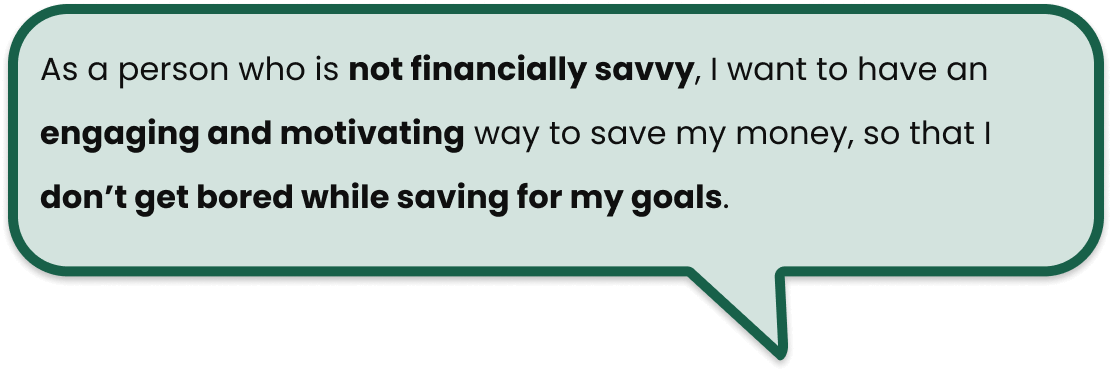 As a person who is not financially savvy, I want to have an
engaging and motivating way to save my money, so that I
don’t get bored while saving for my goals.